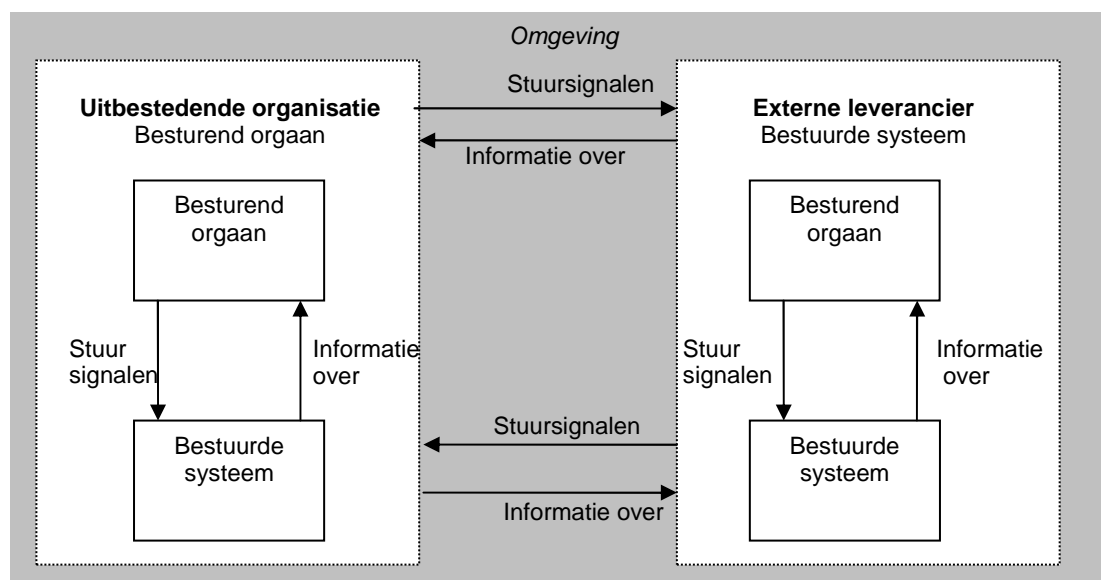 Omgeving
Uitbestedende organisatie
Besturend orgaan
Stuursignalen
Informatie over
Externe leverancier
Bestuurde systeem
Besturend
orgaan
Stuur
signalen
Informatie
over
Bestuurde
systeem
Stuursignalen
Informatie over
Besturend
orgaan
Stuur
signalen
Informatie
over
Bestuurde
systeem